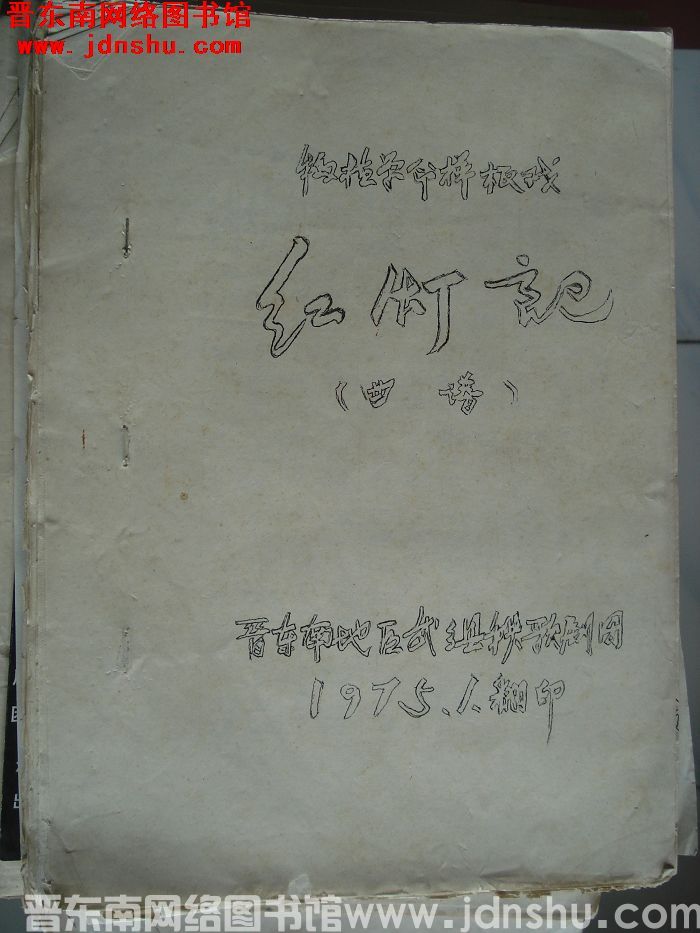 晋东南网络图书馆
www.jdnshu.com
移植革命样板戏
红灯记
(曲谱)
晋东南地区武乡县秧歌剧团
1975.1.翻印
晋东南网络图书馆www.jdnshu.com